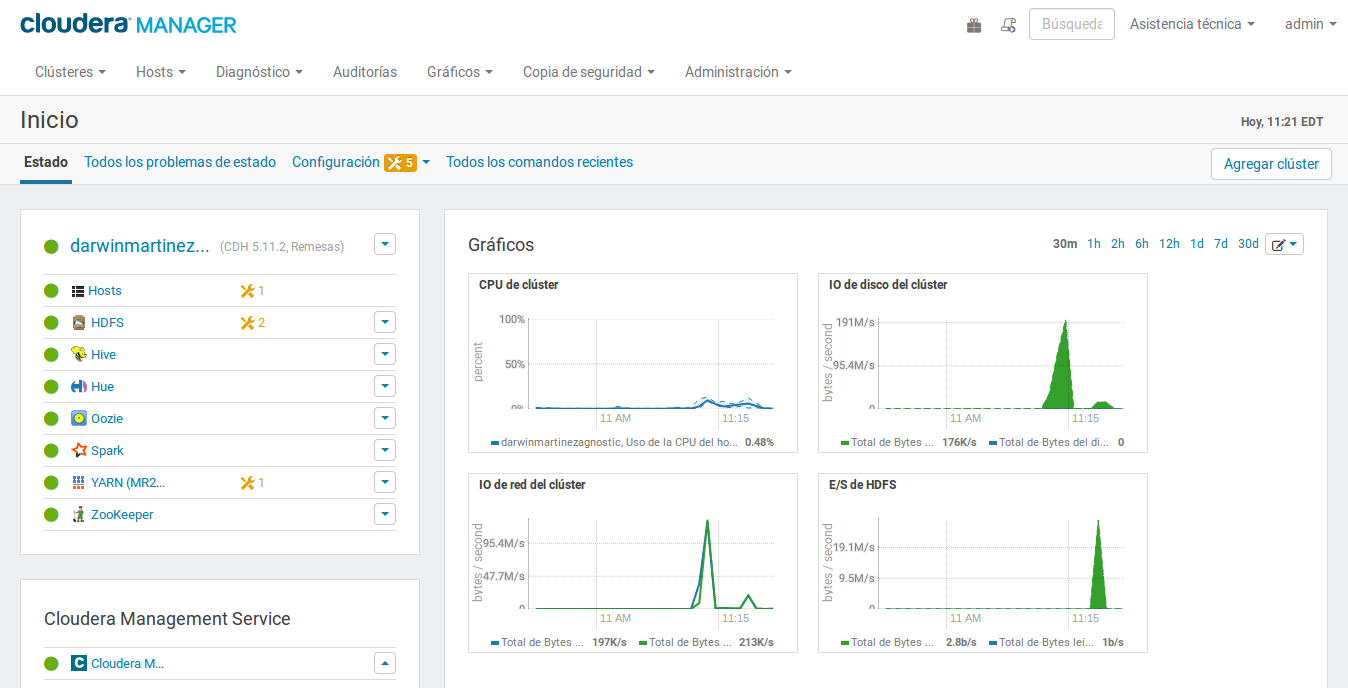 cloudera MANAGER
Búsqueda
Asistencia técnica
admin
Clústeres Hosts Diagnóstico Auditorías Gráficos Copia de seguridad Administración
Inicio
Hoy, 11:21 EDT
Estado Todos los problemas de estado Configuración 5 Todos los comandos recientes
Agregar clúster
darwinmartinez... (CDH 5.11.2, Remesas)
Hosts 1
HDFS 2
Hive
Hue
Oozie
Spark
YARN (MR2... 1
ZooKeeper
Cloudera Management Service
C Cloudera M...
Gráficos
30m 1h 2h 6h 12h 1d 7d 30d
CPU de clúster
percent
100%
50%
0%
11 AM 11:15
darwinmartinezagnostic, Uso de la CPU del ho... 0.48%
IO de disco del clúster
bytes / second
191M/s
95.4M/s
0
11 AM 11:15
Total de Bytes ... 176K/s Total de Bytes del di... 0
IO de red del clúster
bytes / second
95.4M/s
47.7M/s
0
11 AM 11:15
Total de Bytes ... 197K/s Total de Bytes ... 213K/s
E/S de HDFS
bytes / second
19.1M/s
9.5M/s
0
11 AM 11:15
Total de Bytes ... 2.8b/s Total de Bytes leí... 1b/s